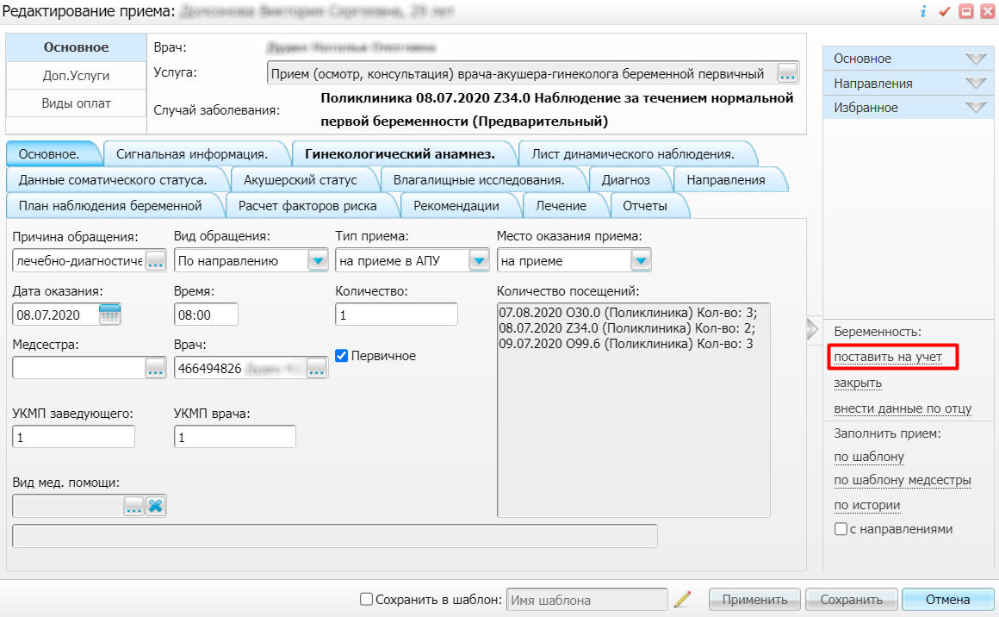 Редактирование приема:
Основное
Доп.Услуги
Виды оплат
Врач:
Услуга:
Прием (осмотр, консультация) врача-акушера-гинеколога беременной первичный
...
Случай заболевания:
Поликлиника 08.07.2020 Z34.0 Наблюдение за течением нормальной
первой беременности (Предварительный)
Основное.
Сигнальная информация.
Гинекологический анамнез.
Лист динамического наблюдения.
Данные соматического статуса.
Акушерский статус
Влагалищные исследования.
Диагноз
Направления
План наблюдения беременной
Расчет факторов риска
Рекомендации
Лечение
Отчеты
Причина обращения:
Вид обращения:
Тип приема:
Место оказания приема:
лечебно-диагностиче ...
По направлению
на приеме в АПУ
на приеме
Дата оказания:
Время:
Количество:
Количество посещений:
08.07.2020
08:00
1
07.08.2020 O30.0 (Поликлиника) Кол-во: 3;
08.07.2020 Z34.0 (Поликлиника) Кол-во: 2;
09.07.2020 O99.6 (Поликлиника) Кол-во: 3
Медсестра:
Врач:
Первичное
...
466494826
...
УКМП заведующего:
УКМП врача:
1
1
Вид мед. помощи:
...
Основное
Направления
Избранное
Беременность:
поставить на учет
закрыть
внести данные по отцу
Заполнить прием:
по шаблону
по шаблону медсестры
по истории
с направлениями
Сохранить в шаблон:
Имя шаблона
Применить
Сохранить
Отмена